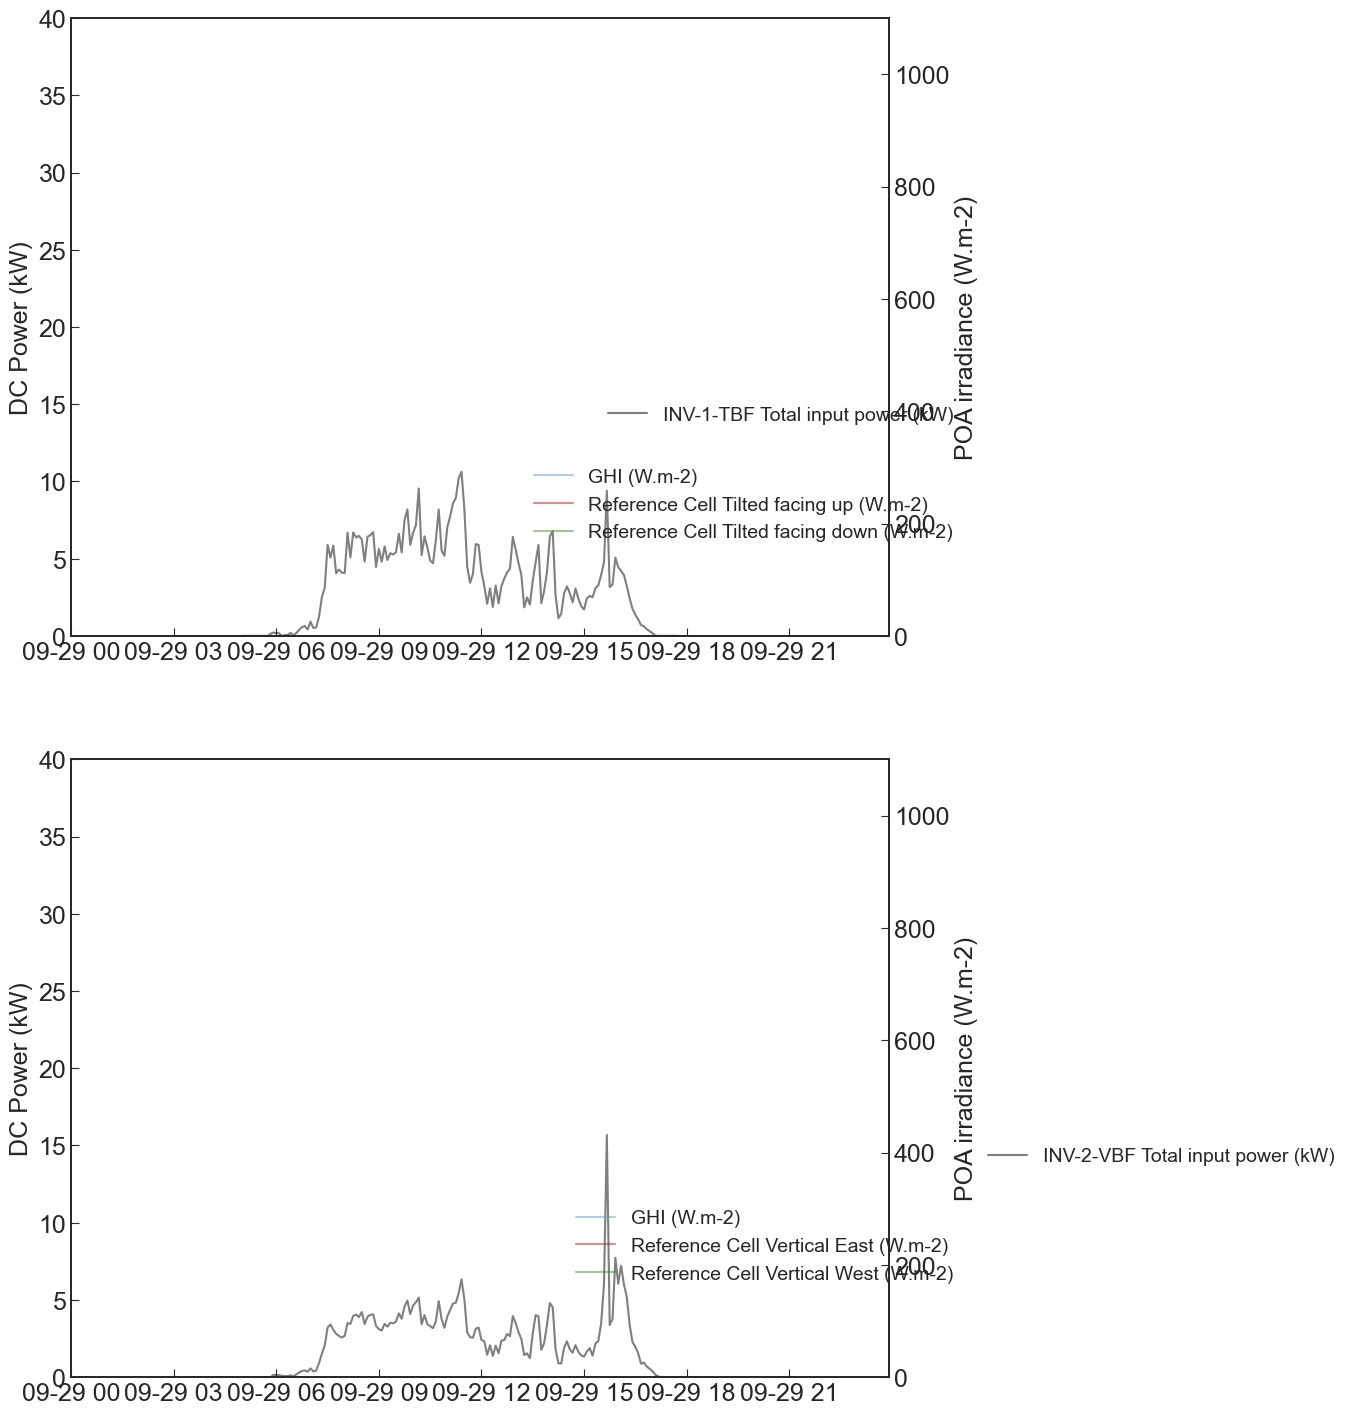 40
35
30
25
20
15
10
5
0
DC Power (kW)
1000
800
600
400
200
0
POA irradiance (W.m-2)
INV-1-TBF Total input power (kW)
GHI (W.m-2)
Reference Cell Tilted facing up (W.m-2)
Reference Cell Tilted facing down (W.m-2)
09-29 00 09-29 03 09-29 06 09-29 09 09-29 12 09-29 15 09-29 18 09-29 21
40
35
30
25
20
15
10
5
0
DC Power (kW)
1000
800
600
400
200
0
POA irradiance (W.m-2)
INV-2-VBF Total input power (kW)
GHI (W.m-2)
Reference Cell Vertical East (W.m-2)
Reference Cell Vertical West (W.m-2)
09-29 00 09-29 03 09-29 06 09-29 09 09-29 12 09-29 15 09-29 18 09-29 21